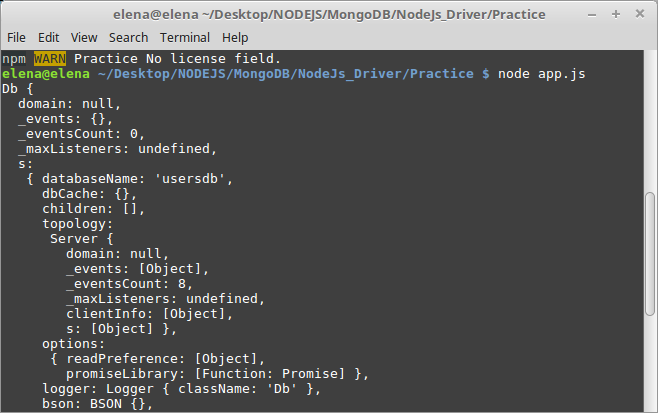 elena@elena ~/Desktop/NODEJS/MongoDB/NodeJs_Driver/Practice
File Edit View Search Terminal Help
npm WARN Practice No license field.
elena@elena ~/Desktop/NODEJS/MongoDB/NodeJs_Driver/Practice $ node app.js
Db {
  domain: null,
  _events: {},
  _eventsCount: 0,
  _maxListeners: undefined,
  s:
   { databaseName: 'usersdb',
     dbCache: {},
     children: [],
     topology:
      Server {
        domain: null,
        _events: [Object],
        _eventsCount: 8,
        _maxListeners: undefined,
        clientInfo: [Object],
        s: [Object] },
     options:
      { readPreference: [Object],
        promiseLibrary: [Function: Promise] },
     logger: Logger { className: 'Db' },
     bson: BSON {},